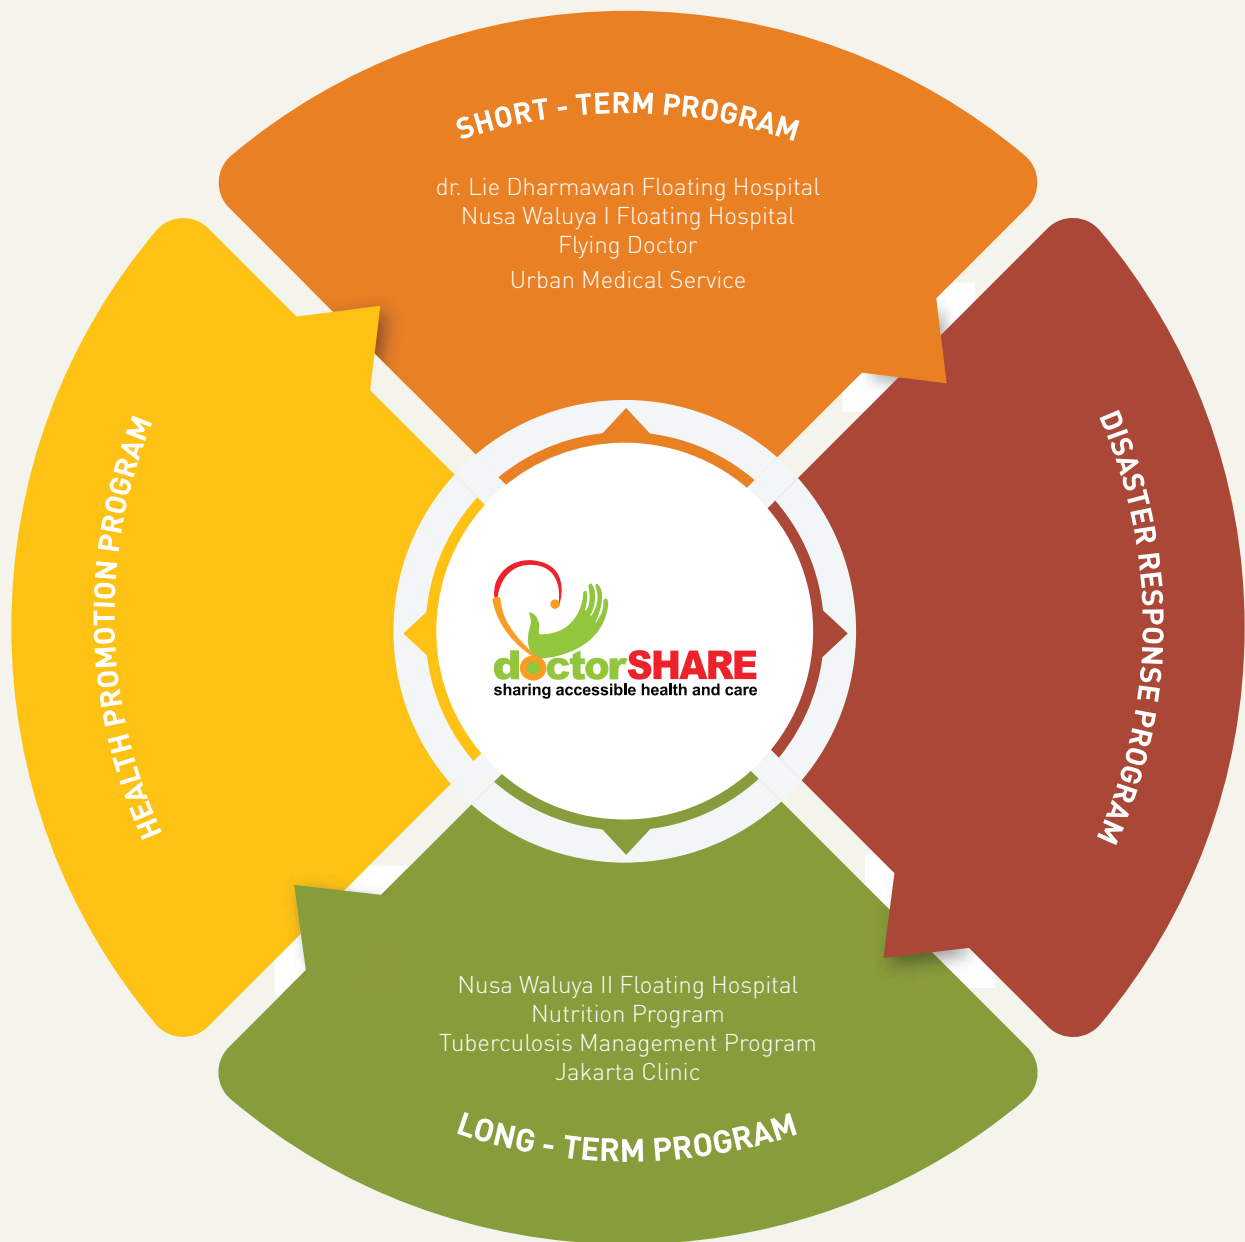 SHORT - TERM PROGRAM
dr. Lie Dharmawan Floating Hospital
Nusa Waluya I Floating Hospital
Flying Doctor
Urban Medical Service
HEALTH PROMOTION PROGRAM
DISASTER RESPONSE PROGRAM
doctorSHARE
sharing accessible health and care
Nusa Waluya II Floating Hospital
Nutrition Program
Tuberculosis Management Program
Jakarta Clinic
LONG - TERM PROGRAM